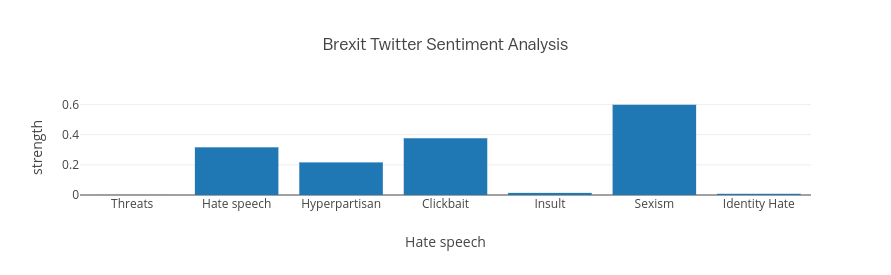 Brexit Twitter Sentiment Analysis
strength
0.6
0.4
0.2
0
Threats Hate speech Hyperpartisan Clickbait Insult Sexism Identity Hate
Hate speech